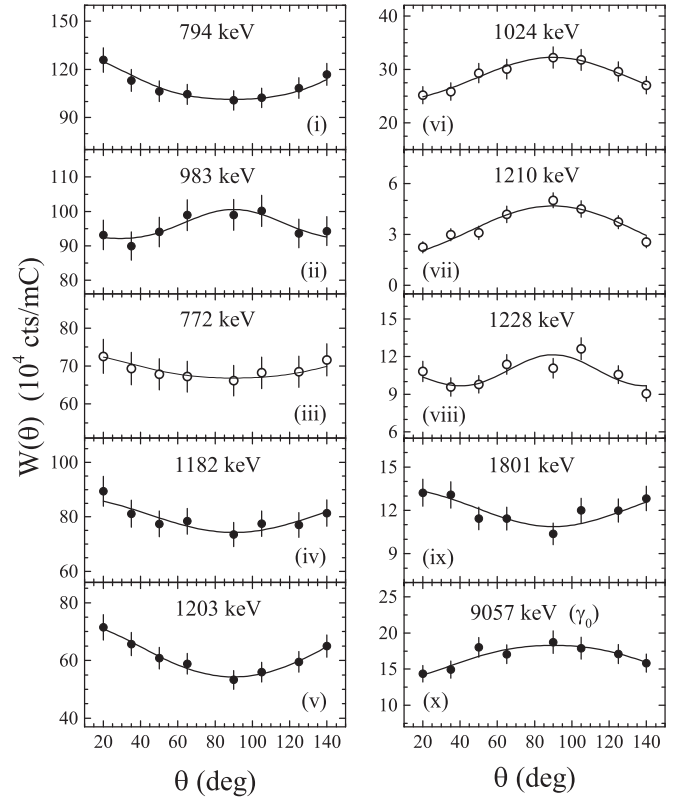 W(θ) (10⁴ cts/mC)
150
120
90
794 keV
(i)
110
100
90
80
983 keV
(ii)
80
70
60
772 keV
(iii)
100
80
60
1182 keV
(iv)
80
60
40
1203 keV
(v)
20 40 60 80 100 120 140
θ (deg)
40
30
20
1024 keV
(vi)
6
3
0
1210 keV
(vii)
15
12
9
6
1228 keV
(viii)
15
12
9
1801 keV
(ix)
25
20
15
10
9057 keV (γ₀)
(x)
20 40 60 80 100 120 140
θ (deg)